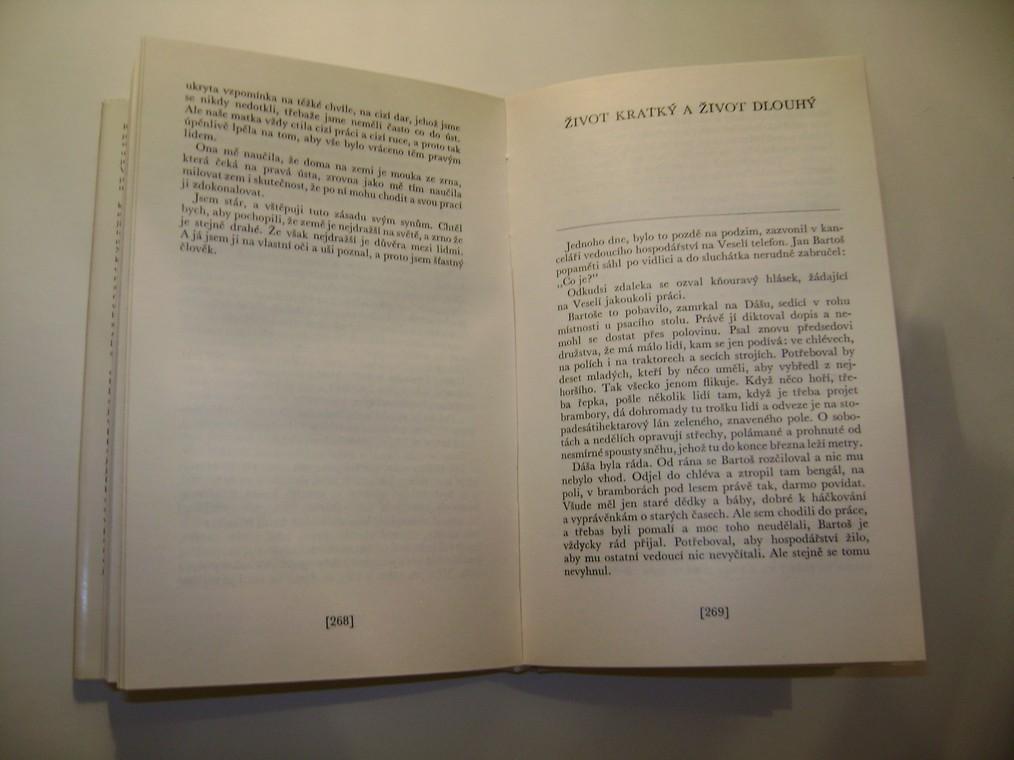 ukryta vzpomínka na těžké chvíle, na cizí dar, jehož jsme
se nikdy nedotkli, třebaže jsme neměli často co do úst.
Ale naše matka vždy ctila cizí práci a cizí ruce, a proto tak
úpěnlivě lpěla na tom, aby vše bylo vráceno těm pravým
lidem.
Ona mě naučila, že doma na zemi je mouka ze zrna,
která čeká na pravá ústa, zrovna jako mě tím naučila
milovat zem i skutečnost, že po ní mohu chodit a svou prací
ji zdokonalovat.
Jsem stár, a vštěpuji tuto zásadu svým synům. Chtěl
bych, aby pochopili, že země je nejdražší na světě, a zrno že
je stejně drahé. Že však nejdražší je důvěra mezi lidmi.
A já jsem ji na vlastní oči a uši poznal, a proto jsem šťastný
člověk.
[268]
ŽIVOT KRATKÝ A ŽIVOT DLOUHÝ
Jednoho dne, bylo to pozdě na podzim, zazvonil v kan-
celáři vedoucího hospodářství na Veselí telefon. Jan Bartoš
popaměti sáhl po vidlici a do sluchátka nerudně zabručel:
„Co je?"
Odkudsi zdaleka se ozval kňouravý hlásek, žádající
na Veselí jakoukoli práci.
Bartoše to pobavilo, zamrkal na Dášu, sedící v rohu
místnosti u psacího stolu. Právě jí diktoval dopis a ne-
mohl se dostat přes polovinu. Psal znovu předsedovi
družstva, že má málo lidí, kam se jen podívá: ve chlévech,
na polích i na traktorech a secích strojích. Potřeboval by
deset mladých, kteří by něco uměli, aby vybředl z nej-
horšího. Tak všecko jenom flikuje. Když něco hoří, tře-
ba řepka, pošle několik lidí tam, když je třeba projet
brambory, dá dohromady tu trošku lidí a odveze je na sto-
padesátihektarový lán zeleného, znaveného pole. O sobo-
tách a nedělích opravují střechy, polámané a prohnuté od
nesmírné spousty sněhu, jehož tu do konce března leží metry.
Dáša byla ráda. Od rána se Bartoš rozčiloval a nic mu
nebylo vhod. Odjel do chléva a ztropil tam bengál, na
poli, v bramborách pod lesem právě tak, darmo povídat.
Všude měl jen staré dědky a báby, dobré k háčkování
a vyprávěnkám o starých časech. Ale sem chodili do práce,
a třebas byli pomalí a moc toho neudělali, Bartoš je
vždycky rád přijal. Potřeboval, aby hospodářství žilo,
aby mu ostatní vedoucí nic nevyčítali. Ale stejně se tomu
nevyhnul.
[269]